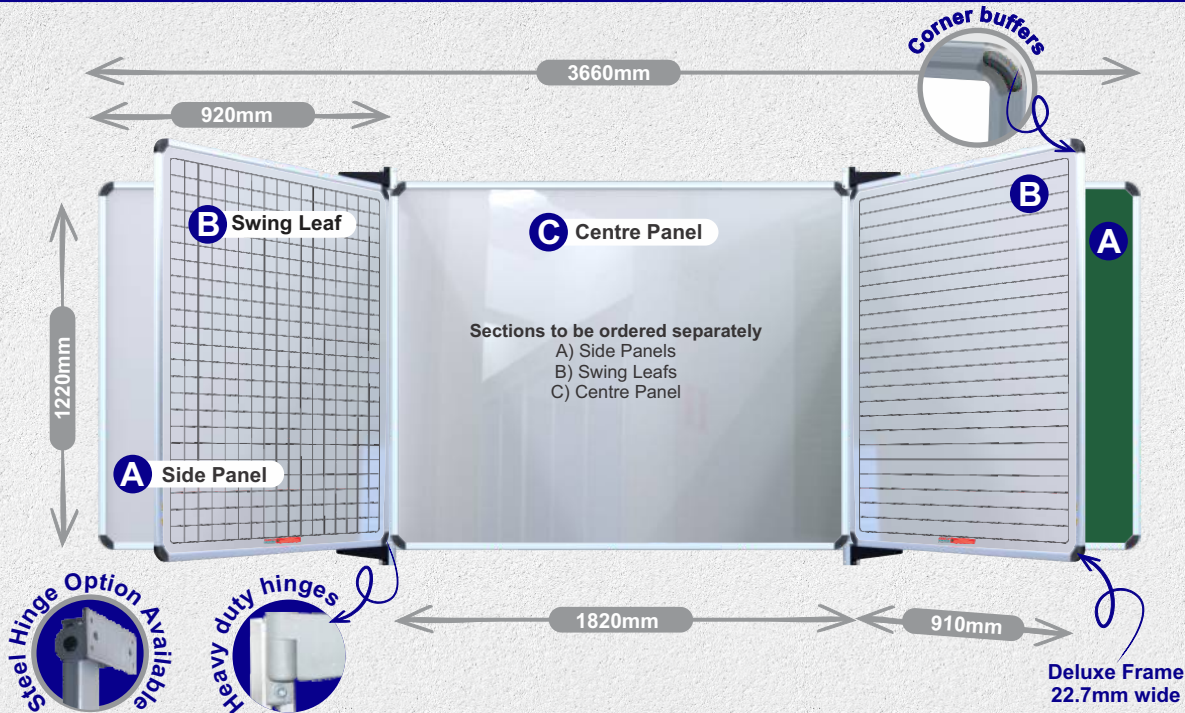 Corner buffers
3660mm
920mm
B Swing Leaf
C Centre Panel
B
A
Sections to be ordered separately
A) Side Panels
B) Swing Leafs
C) Centre Panel
1220mm
A Side Panel
Steel Hinge Option Available
Heavy duty hinges
1820mm
910mm
Deluxe Frame
22.7mm wide